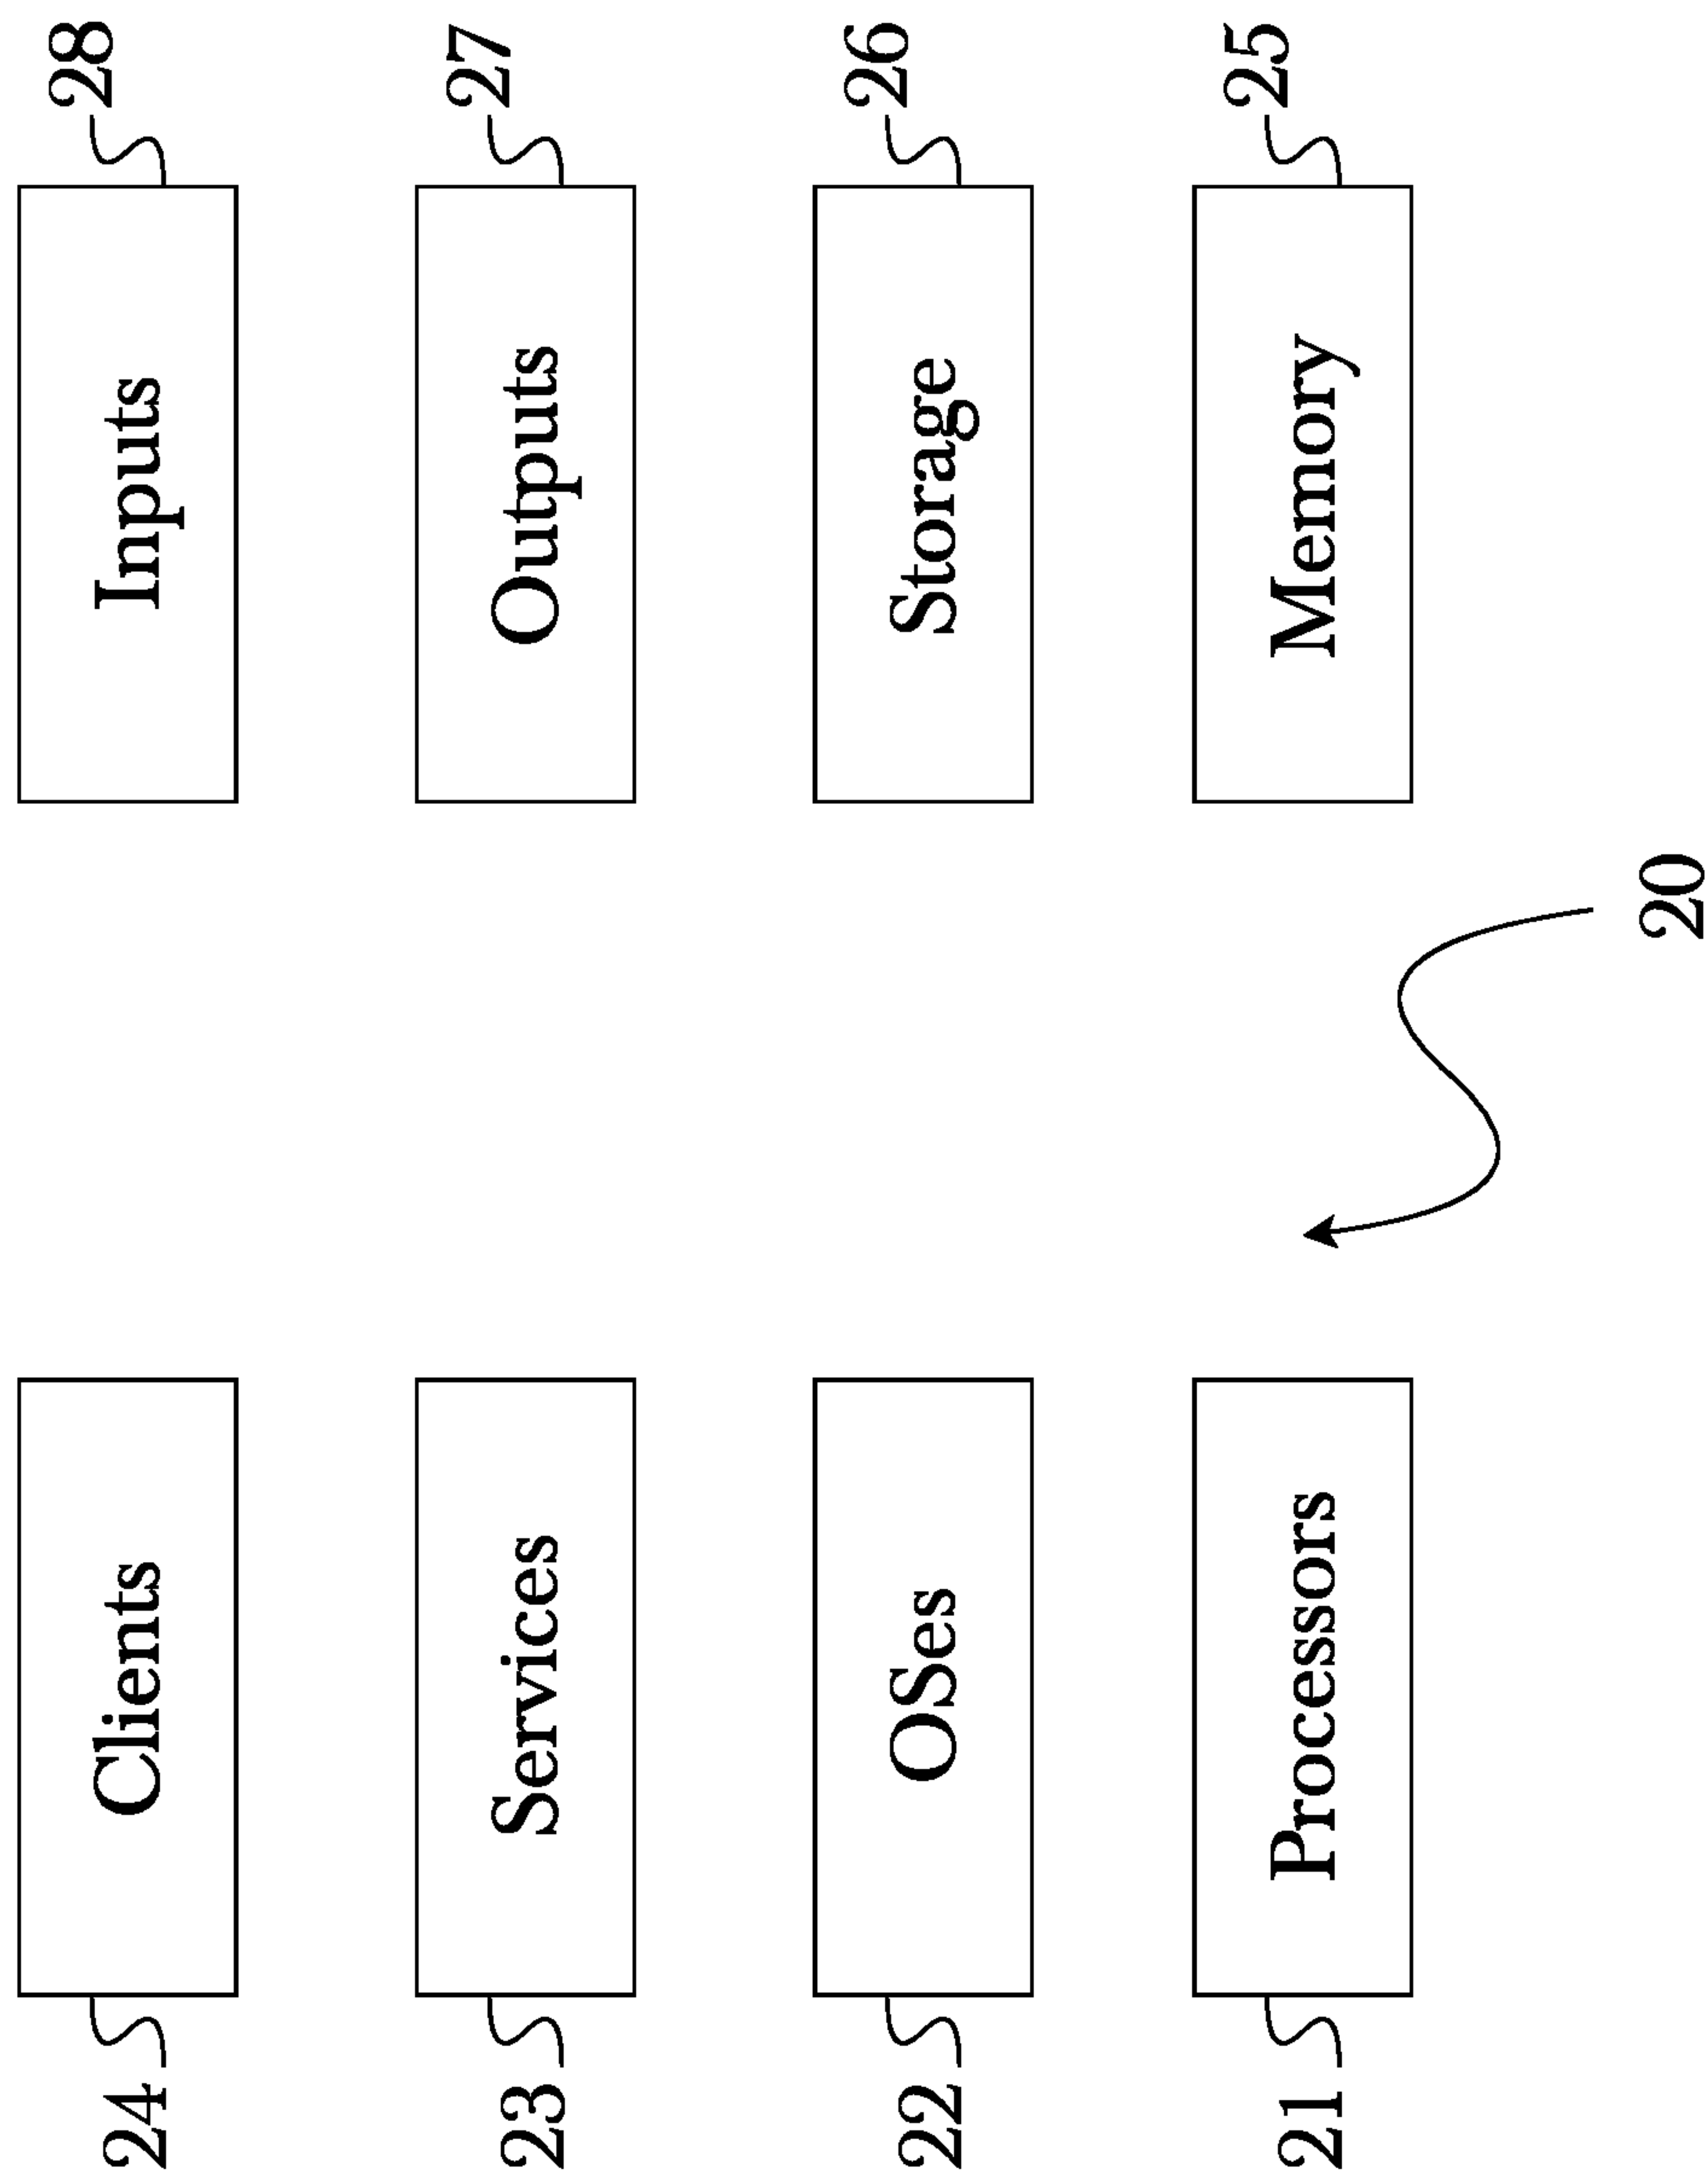 24 Clients Inputs 28
23 Services Outputs 27
22 OSes Storage 26
21 Processors Memory 25
20